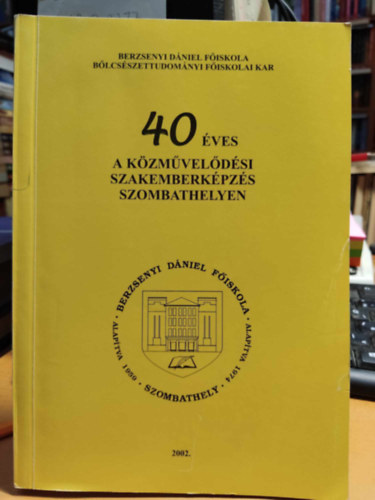 BERZSENYI DÁNIEL FŐISKOLA
BÖLCSÉSZETTUDOMÁNYI FŐISKOLAI KAR
40 ÉVES
A KÖZMŰVELŐDÉSI
SZAKEMBERKÉPZÉS
SZOMBATHELYEN
BERZSENYI DÁNIEL FŐISKOLA
ALAPÍTVA 1959 · SZOMBATHELY · ALAPÍTVA 1974
2002.